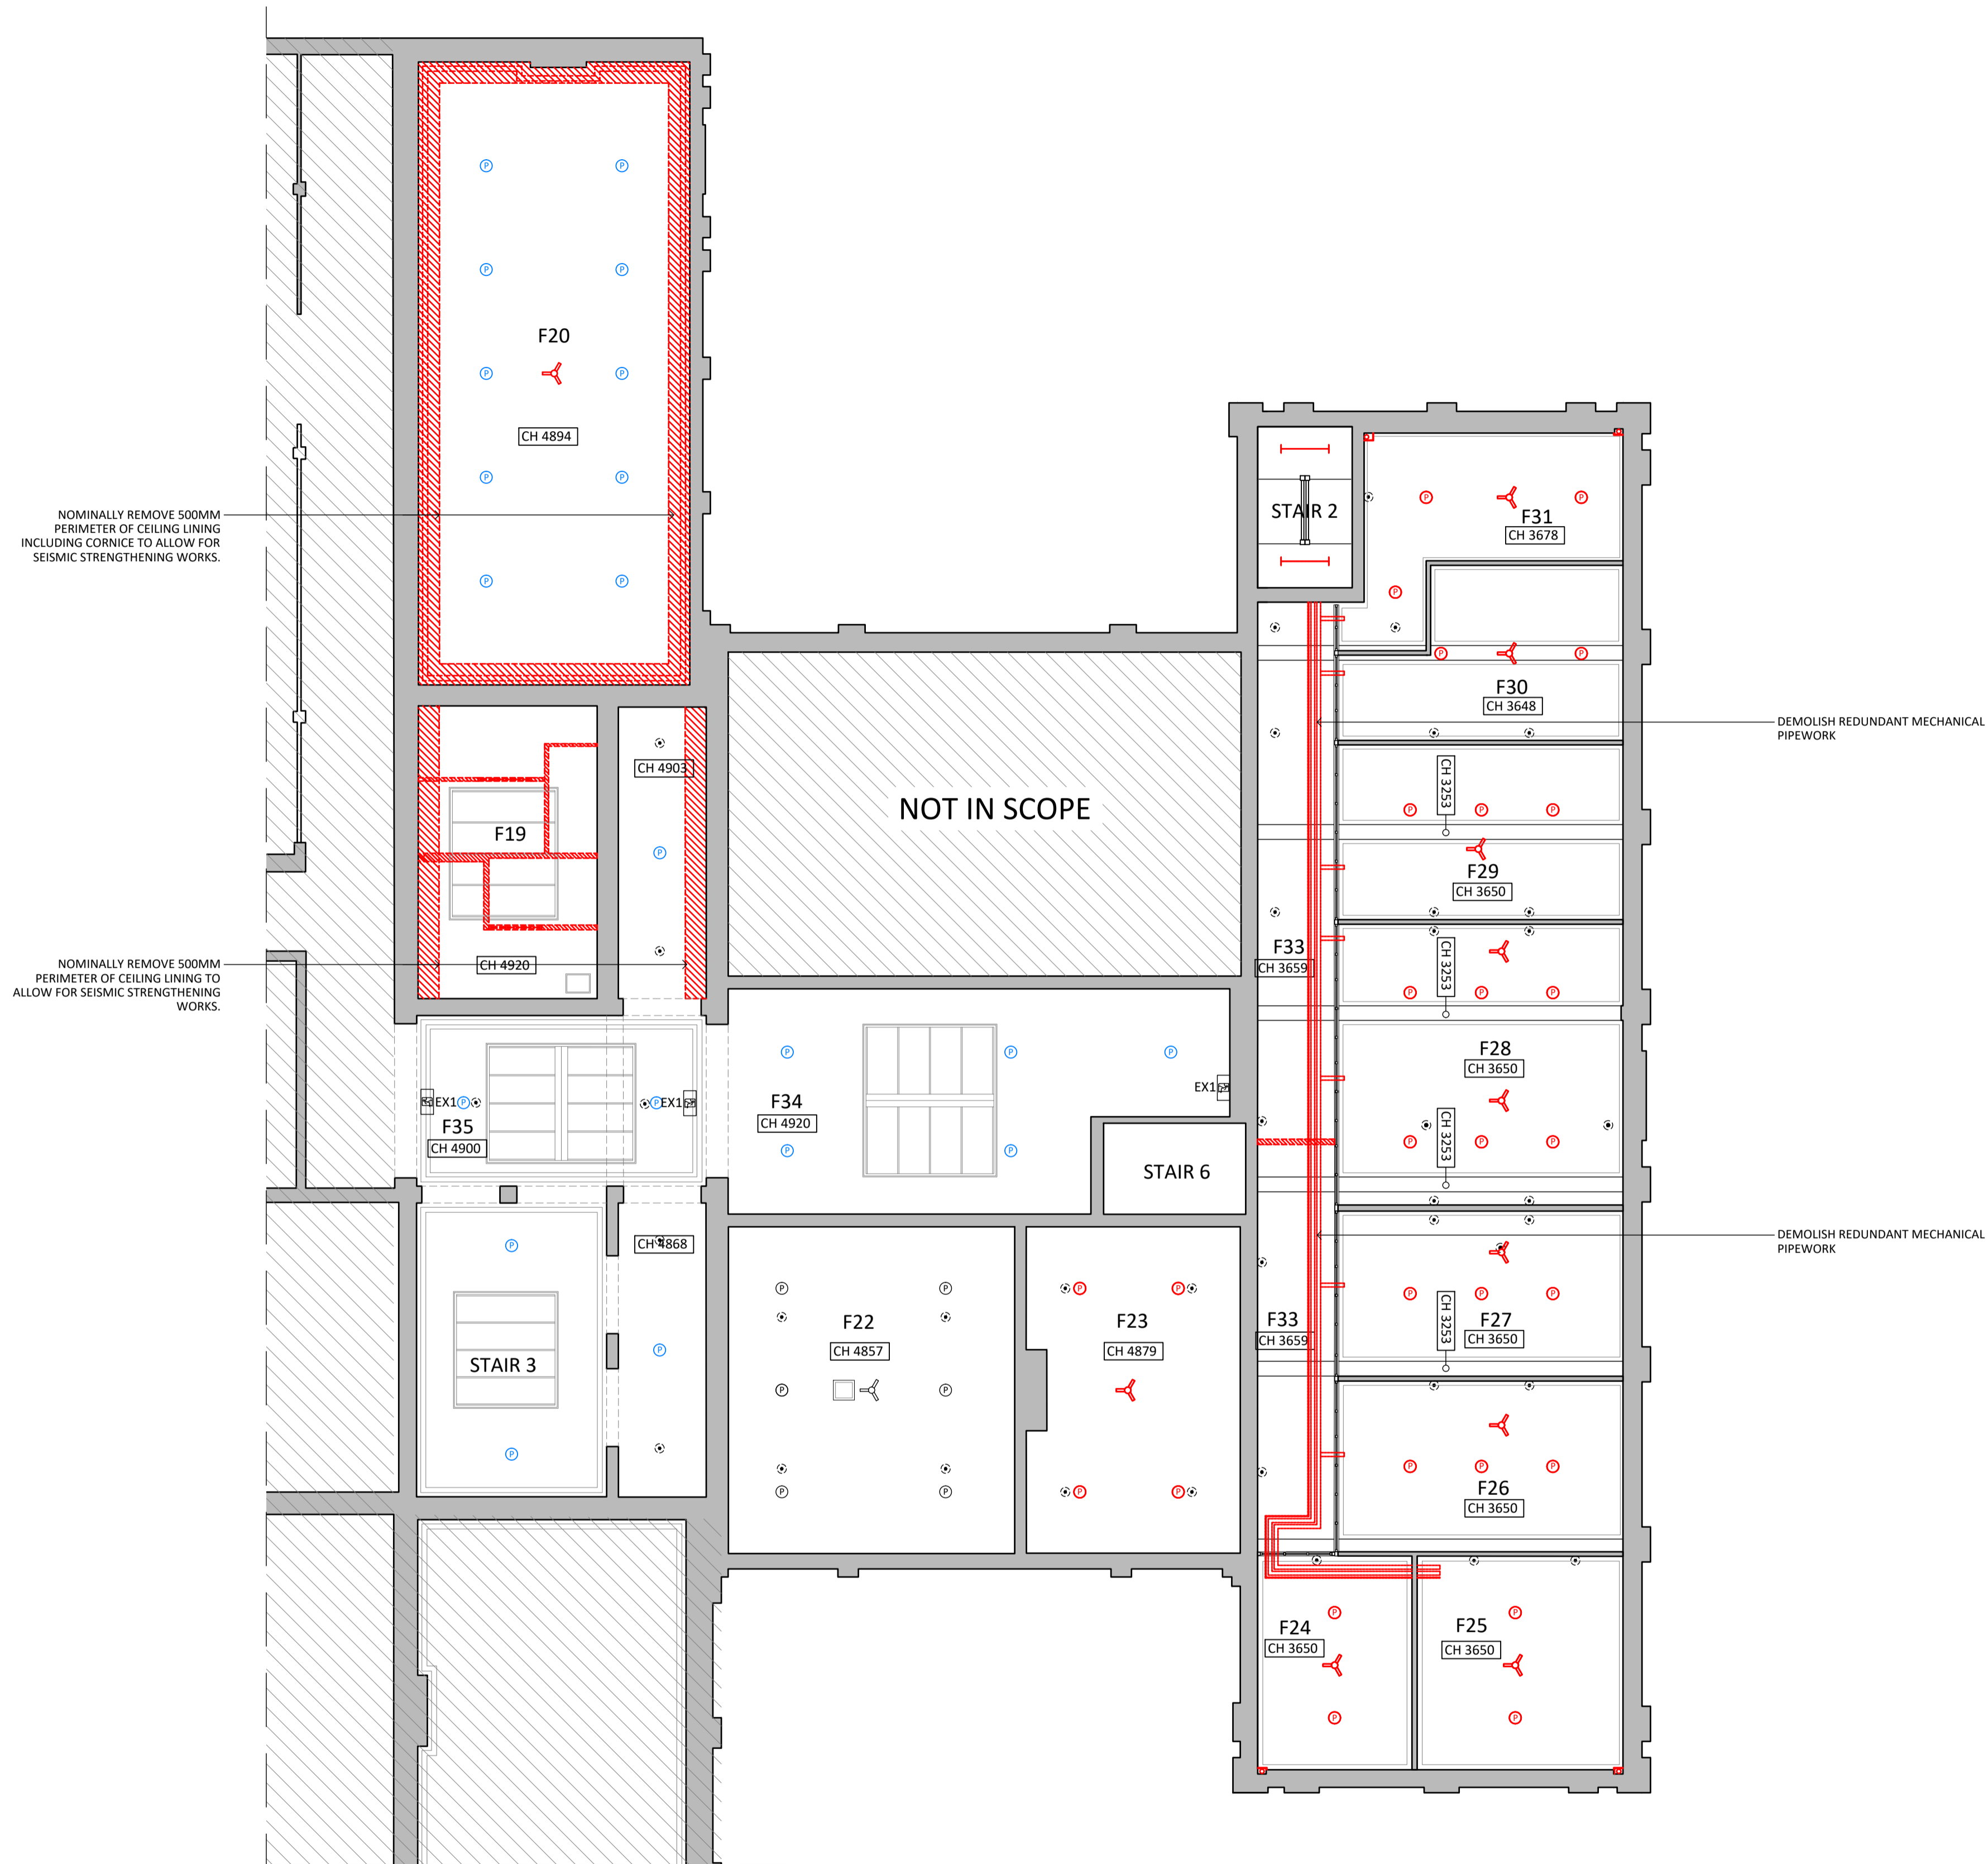 P P
P P
F20
P P
CH 4894
P P
NOMINALLY REMOVE 500MM
PERIMETER OF CEILING LINING
INCLUDING CORNICE TO ALLOW FOR
SEISMIC STRENGTHENING WORKS.
STAIR 2
P P
F31
CH 3678
P P
P
P P
F30
CH 3648
DEMOLISH REDUNDANT MECHANICAL
PIPEWORK
CH 4903
CH 3253
NOT IN SCOPE
P P P
F19
P
F29
CH 3650
F33
CH 3659
CH 3253
NOMINALLY REMOVE 500MM
PERIMETER OF CEILING LINING TO
ALLOW FOR SEISMIC STRENGTHENING
WORKS.
CH 4920
P P P
P P P
F28
CH 3650
EX1
EX1 P
P EX1
F34
CH 4920
F35
CH 4900
CH 3253
P P P
P P
STAIR 6
DEMOLISH REDUNDANT MECHANICAL
PIPEWORK
CH 4868
P
P P
P P
P P P
CH 3253
F22
CH 4857
F23
CH 4879
F33
CH 3659
F27
CH 3650
P
STAIR 3
P P
P
P P P
F26
CH 3650
P P
P P
P P
F24
CH 3650
F25
CH 3650
P P